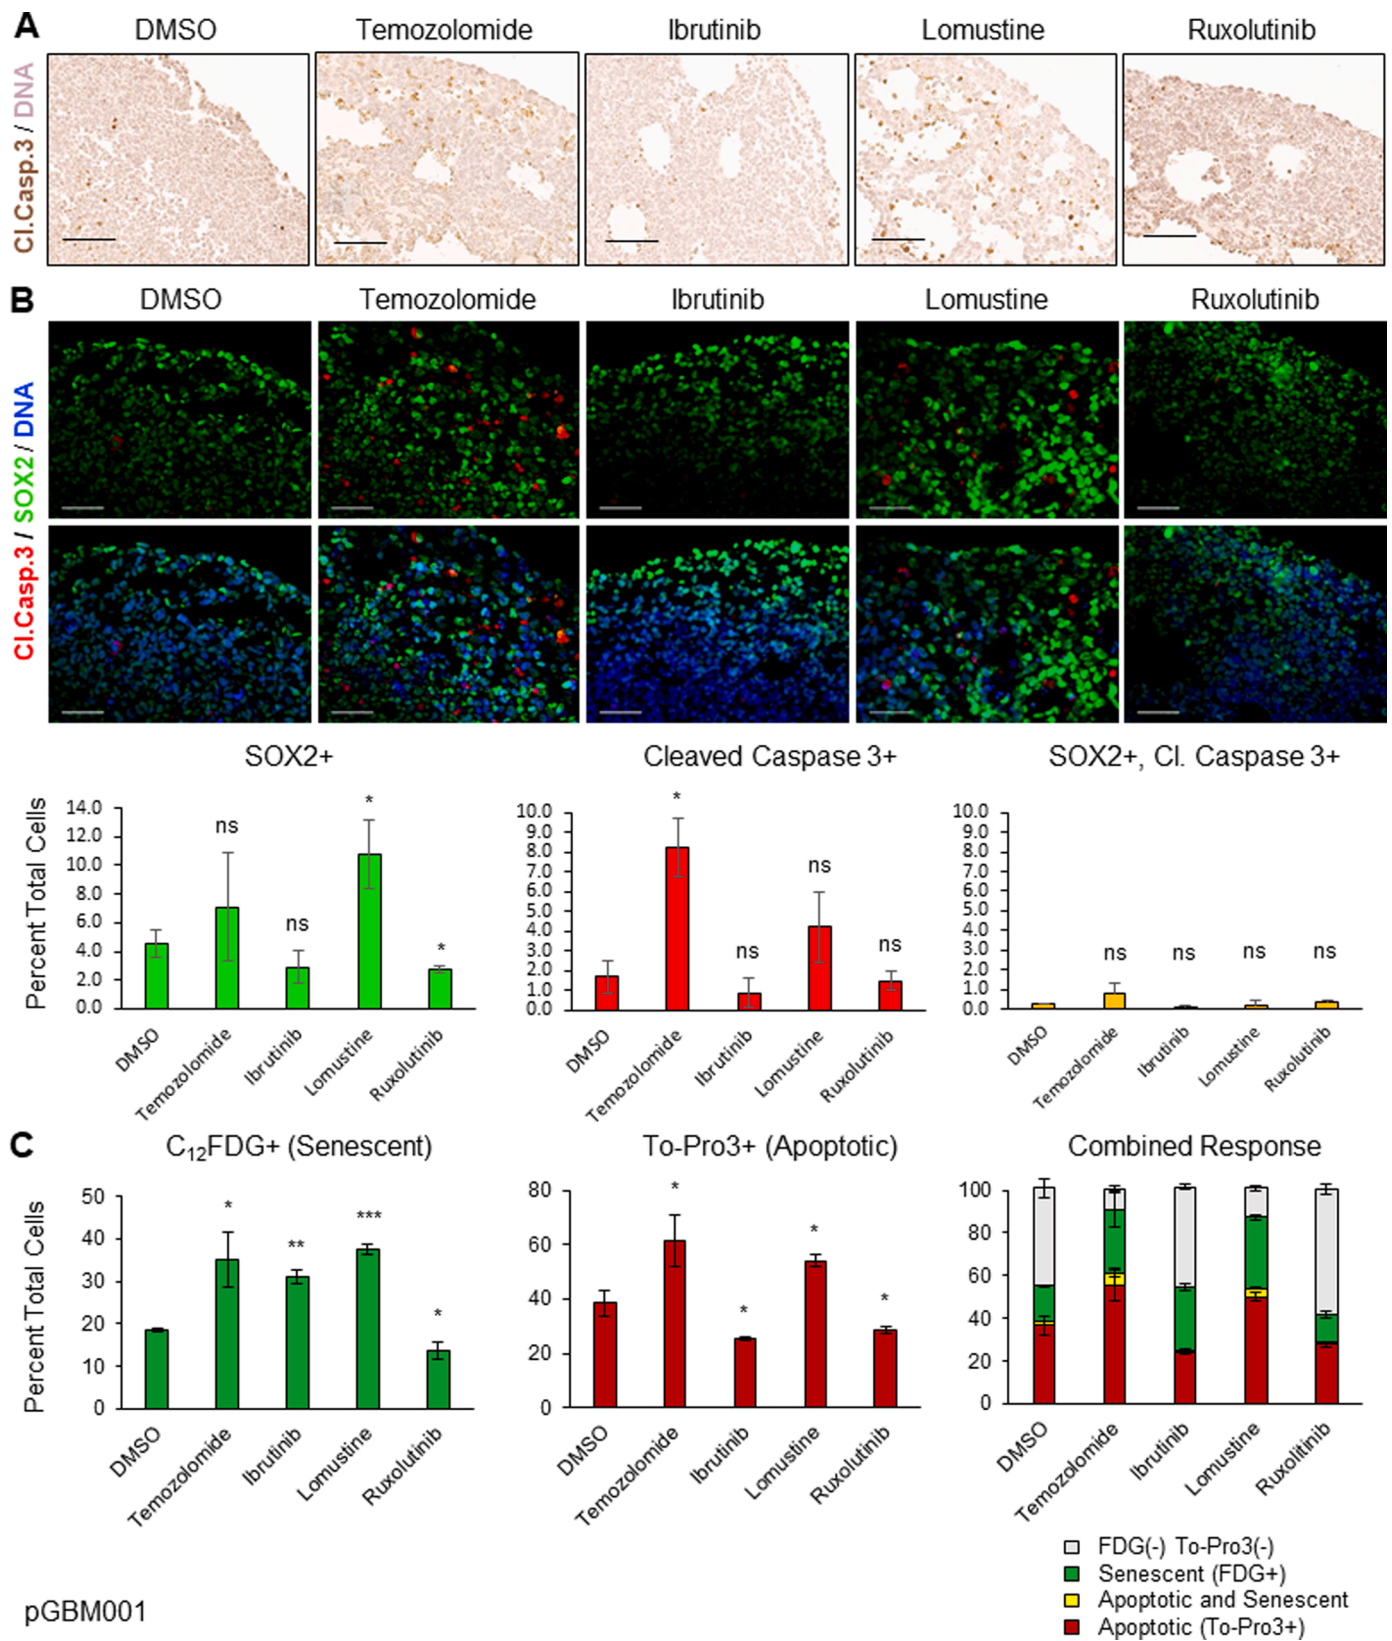 A
DMSO Temozolomide Ibrutinib Lomustine Ruxolutinib
Cl.Casp.3 / DNA
B
DMSO Temozolomide Ibrutinib Lomustine Ruxolutinib
Cl.Casp.3 / SOX2 / DNA
SOX2+
Percent Total Cells
14.0
12.0
10.0
8.0
6.0
4.0
2.0
0.0
ns
ns
*
*
DMSO Temozolomide Ibrutinib Lomustine Ruxolutinib
Cleaved Caspase 3+
10.0
9.0
8.0
7.0
6.0
5.0
4.0
3.0
2.0
1.0
0.0
*
ns
ns
ns
DMSO Temozolomide Ibrutinib Lomustine Ruxolutinib
SOX2+, Cl. Caspase 3+
10.0
9.0
8.0
7.0
6.0
5.0
4.0
3.0
2.0
1.0
0.0
ns ns ns ns
DMSO Temozolomide Ibrutinib Lomustine Ruxolutinib
C
C₁₂FDG+ (Senescent)
Percent Total Cells
50
40
30
20
10
0
*
**
***
*
DMSO Temozolomide Ibrutinib Lomustine Ruxolutinib
To-Pro3+ (Apoptotic)
80
60
40
20
0
*
*
*
*
DMSO Temozolomide Ibrutinib Lomustine Ruxolutinib
Combined Response
100
80
60
40
20
0
DMSO Temozolomide Ibrutinib Lomustine Ruxolitinib
FDG(-) To-Pro3(-)
Senescent (FDG+)
Apoptotic and Senescent
Apoptotic (To-Pro3+)
pGBM001